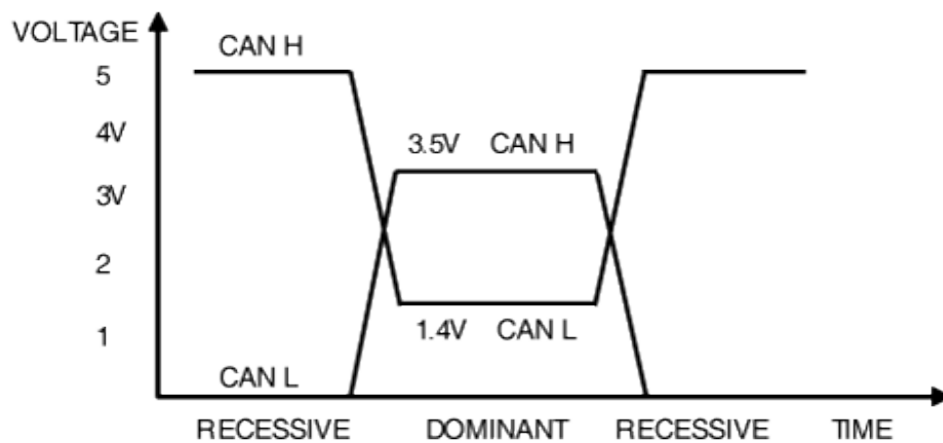 VOLTAGE
CAN H
5
4V
3.5V CAN H
3V
2
1.4V CAN L
1
CAN L
RECESSIVE DOMINANT RECESSIVE TIME